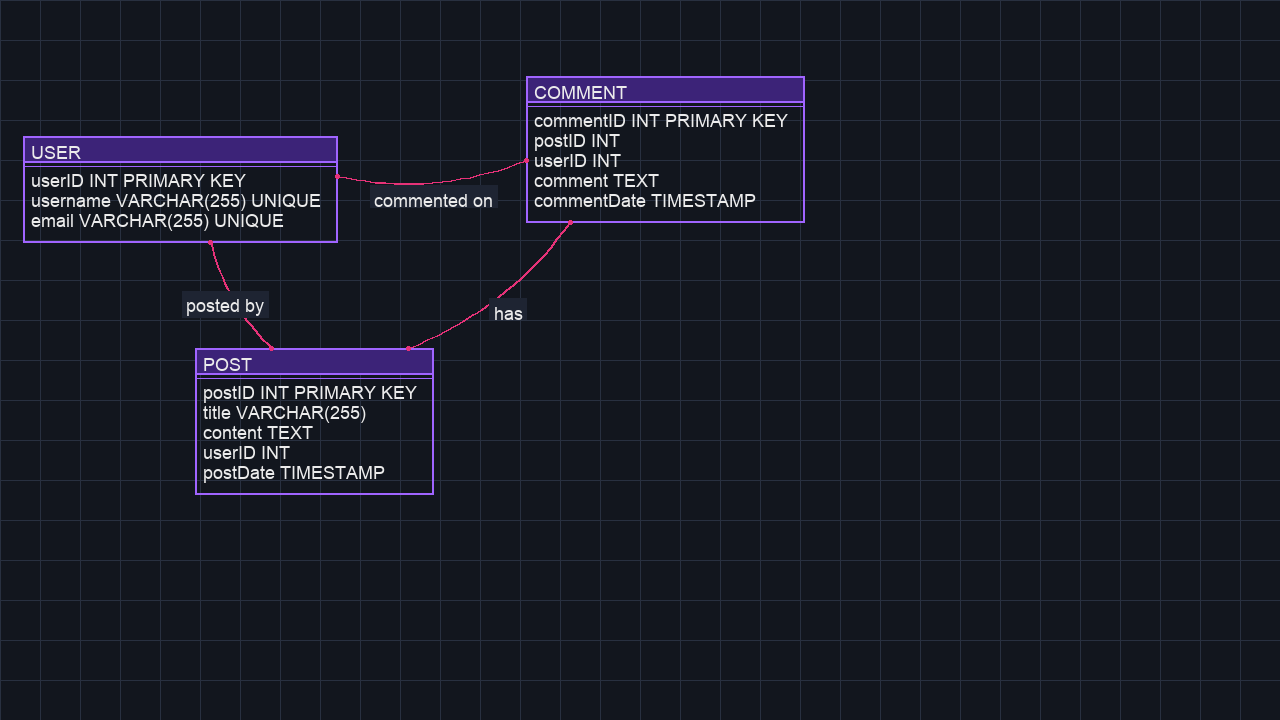 COMMENT
commentID INT PRIMARY KEY
postID INT
userID INT
comment TEXT
commentDate TIMESTAMP
USER
userID INT PRIMARY KEY
username VARCHAR(255) UNIQUE
email VARCHAR(255) UNIQUE
commented on
posted by
has
POST
postID INT PRIMARY KEY
title VARCHAR(255)
content TEXT
userID INT
postDate TIMESTAMP